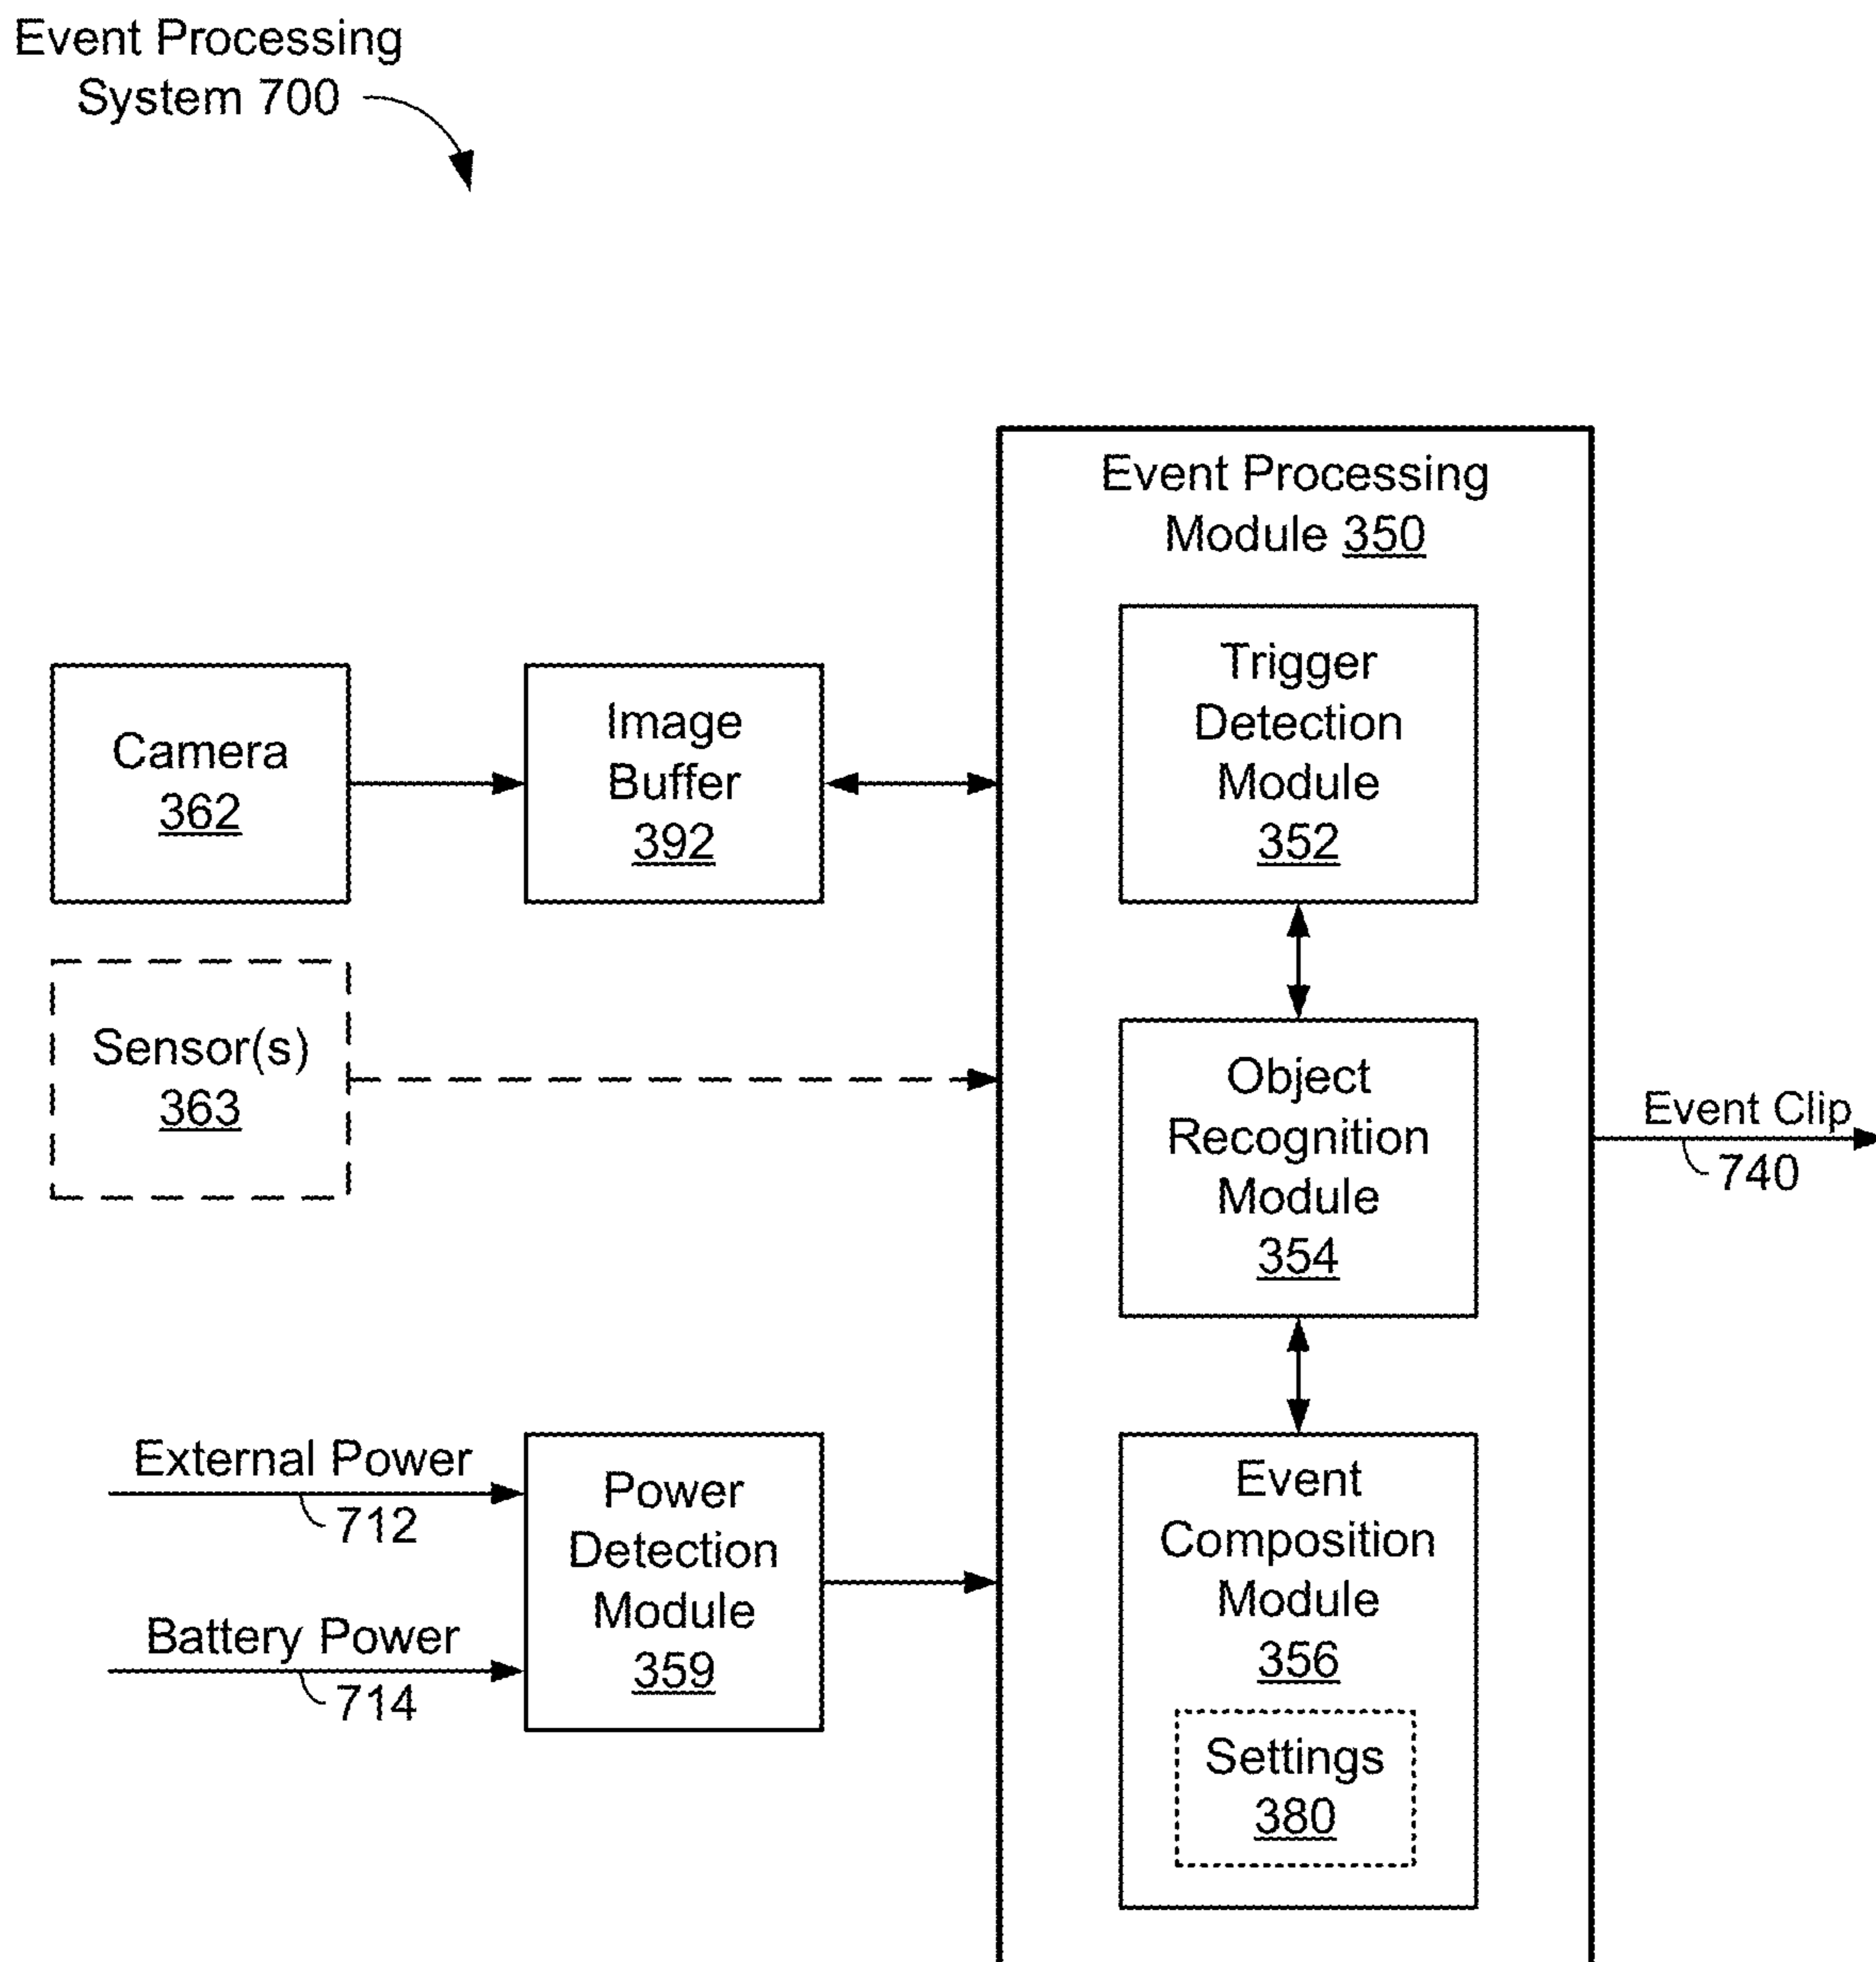 Event Processing
System 700
Event Processing
Module 350
Trigger
Detection
Module
352
Camera
362
Image
Buffer
392
Sensor(s)
363
Object
Recognition
Module
354
Event Clip
740
External Power
712
Battery Power
714
Power
Detection
Module
359
Event
Composition
Module
356
Settings
380